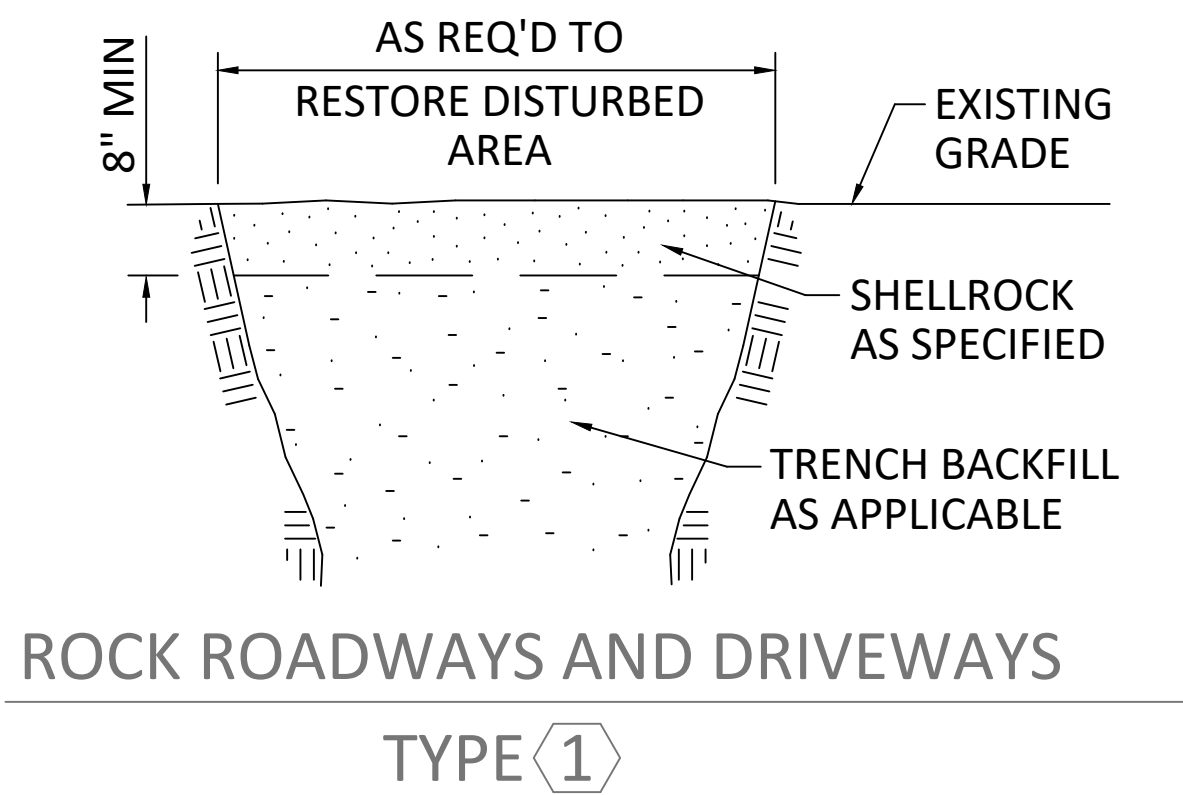 AS REQ'D TO
RESTORE DISTURBED
AREA
8" MIN
EXISTING
GRADE
SHELLROCK
AS SPECIFIED
TRENCH BACKFILL
AS APPLICABLE
ROCK ROADWAYS AND DRIVEWAYS
TYPE 1